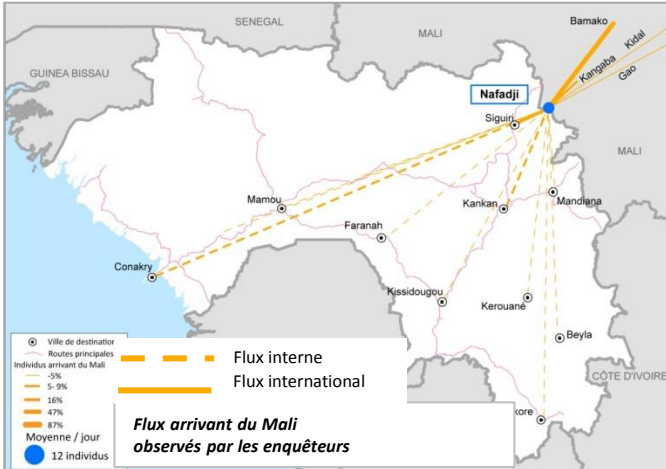 SENEGAL
MALI
Bamako
Kidal
Kangaba
Gao
GUINEA BISSAU
Nafadji
Siguiri
MALI
Mamou
Kankan
Mandiana
Faranah
Conakry
Kissidougou
Kerouané
Beyla
CÔTE D'IVOIRE
Ville de destination
Routes principales
Individus arrivant du Mali
-5%
5- 9%
16%
47%
87%
Moyenne / jour
12 individus
Flux interne
Flux international
Flux arrivant du Mali
observés par les enquêteurs
kore